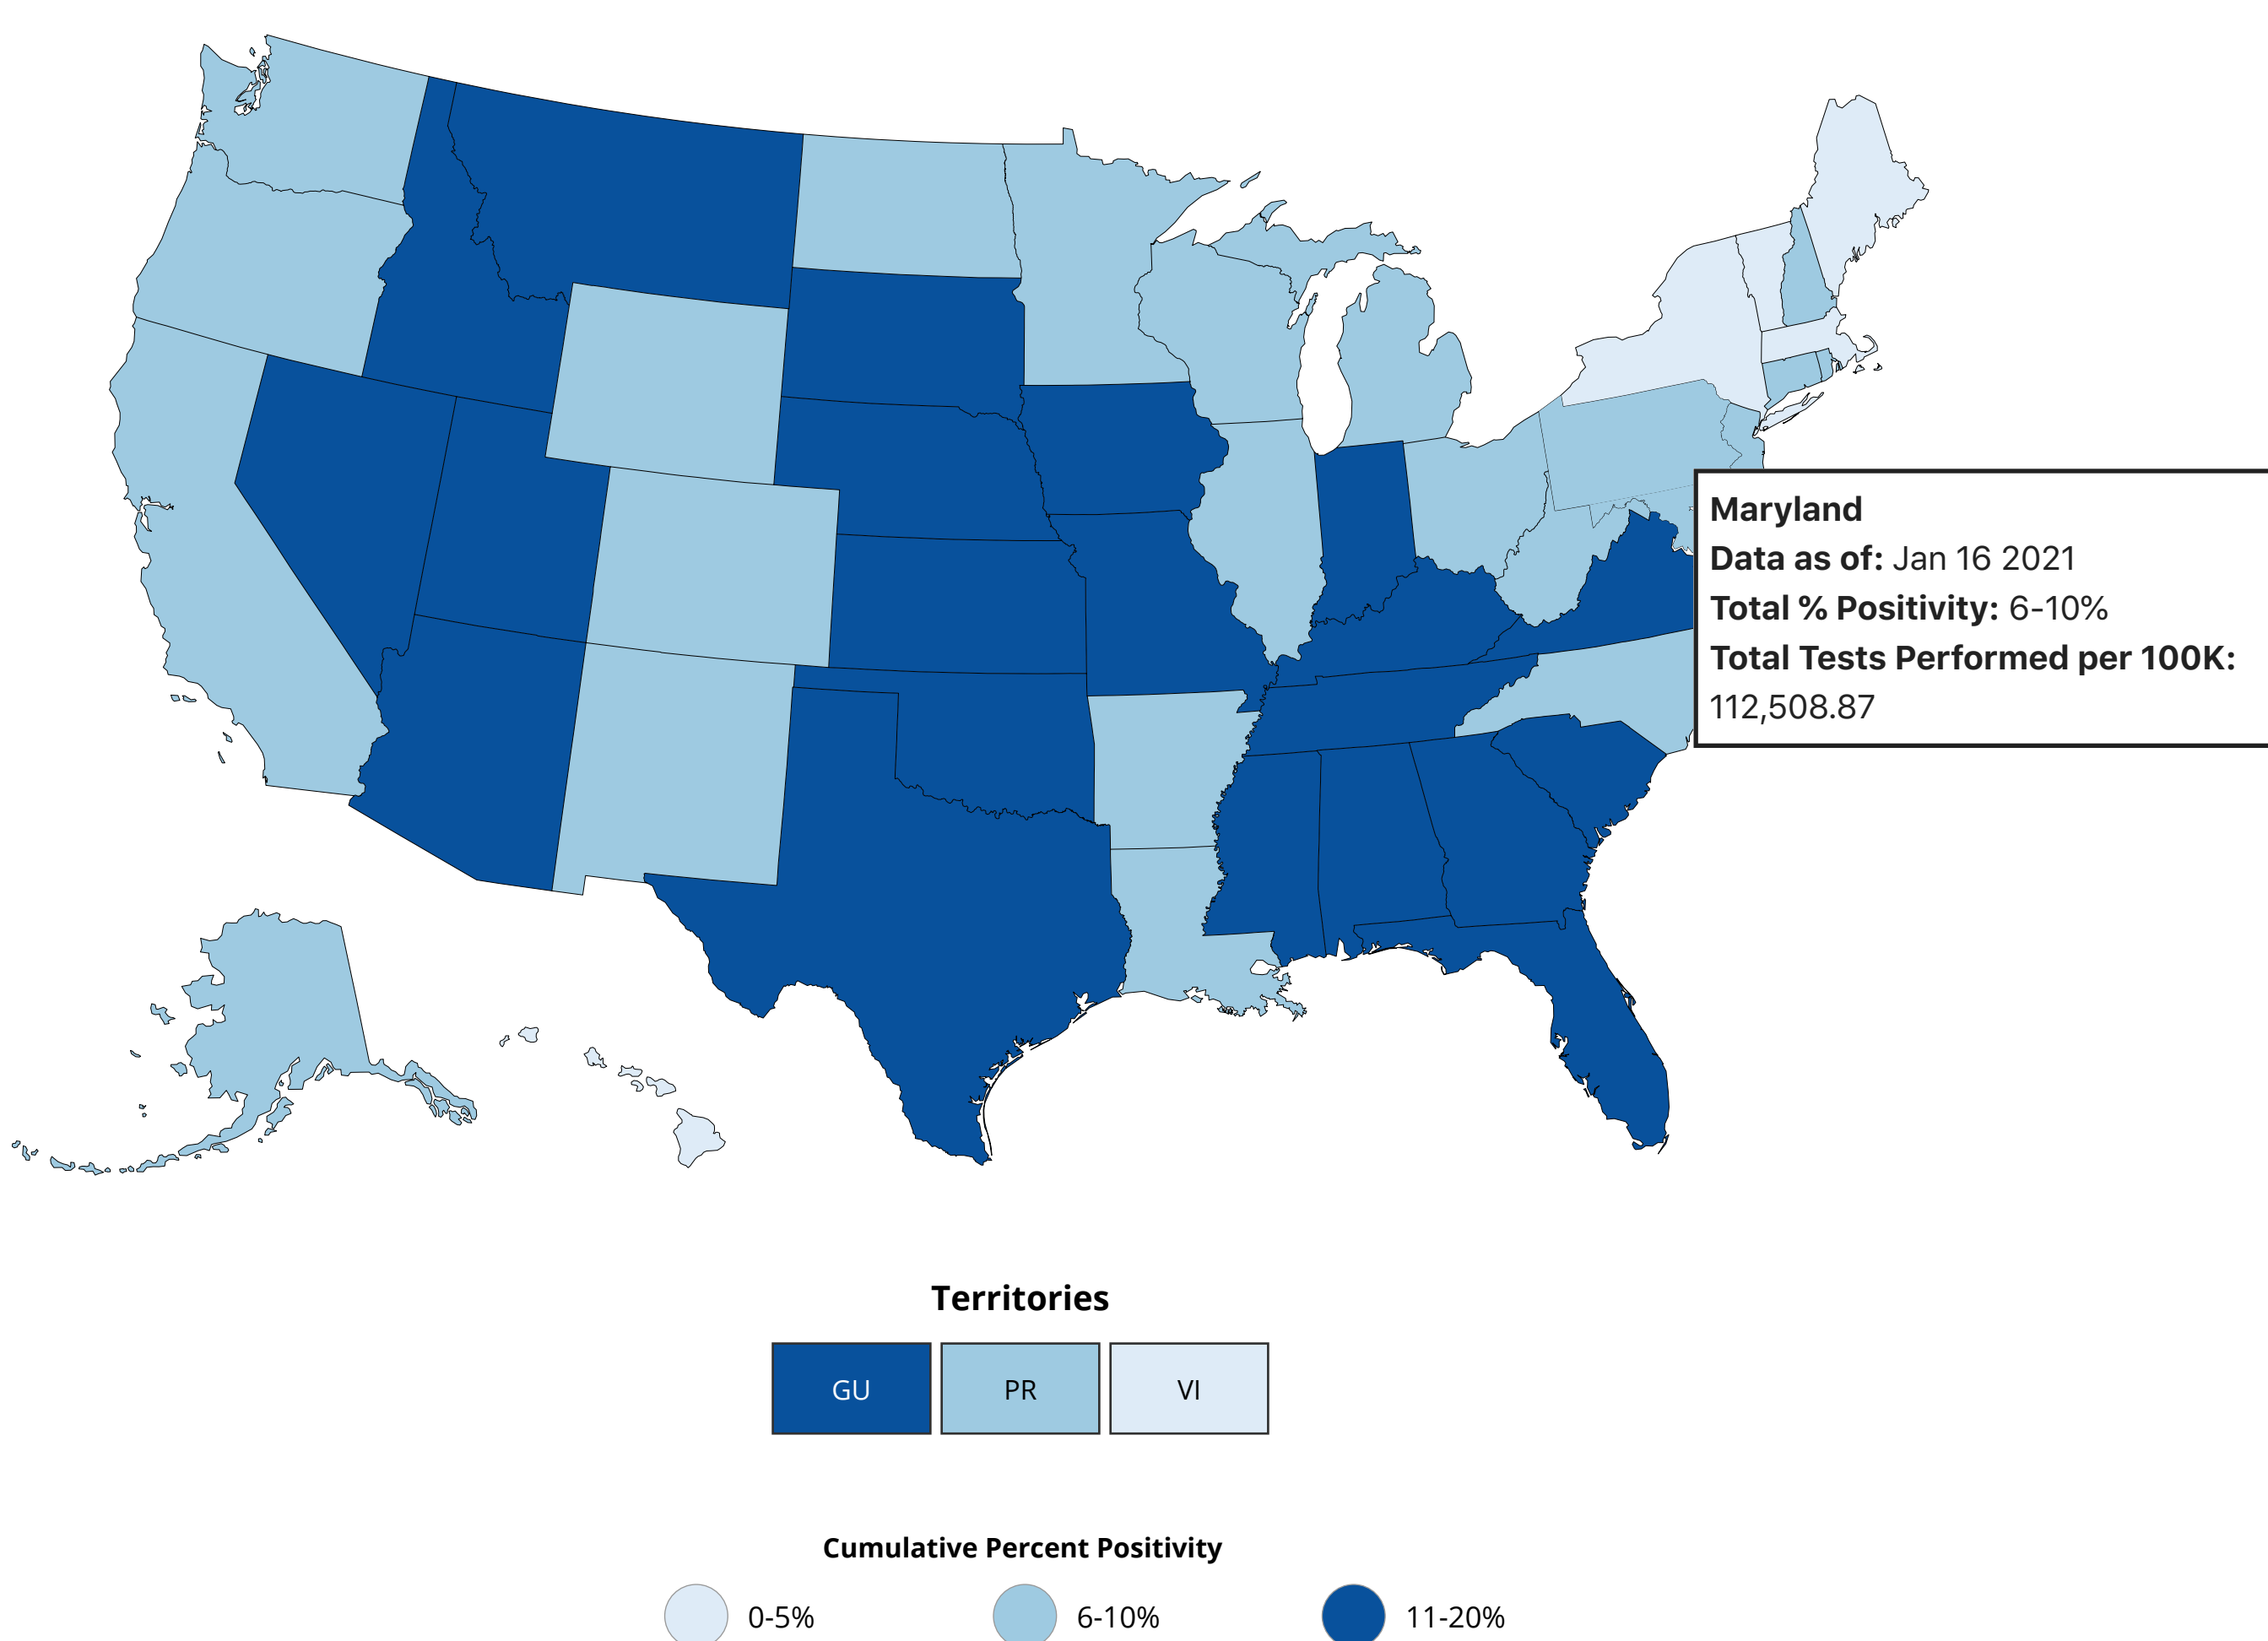 Maryland
Data as of: Jan 16 2021
Total % Positivity: 6-10%
Total Tests Performed per 100K:
112,508.87
Territories
GU PR VI
Cumulative Percent Positivity
0-5% 6-10% 11-20%